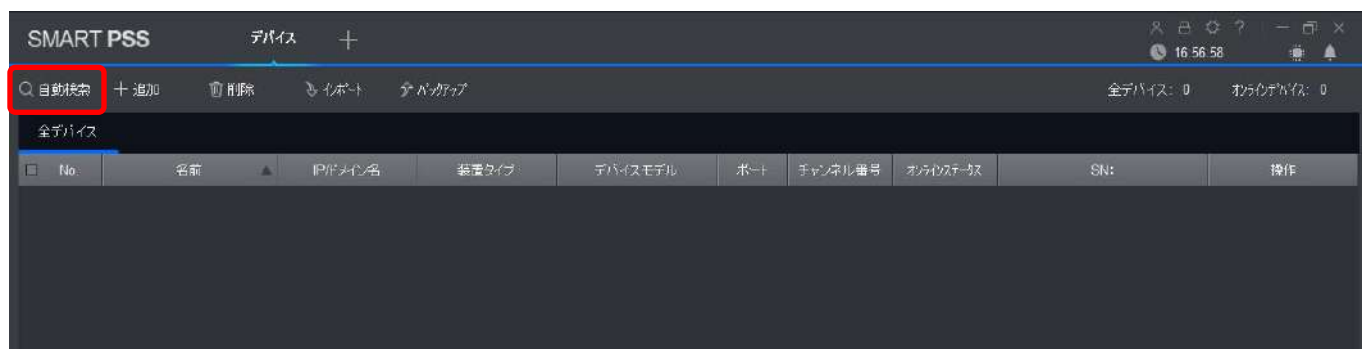 SMART PSS デバイス + ?
16:56:58
自動検索 追加 削除 インポート バックアップ 全デバイス: 0 オンラインデバイス: 0
全デバイス
No. 名前 IP/ドメイン名 装置タイプ デバイスモデル ポート チャンネル番号 オンラインステータス SN: 操作